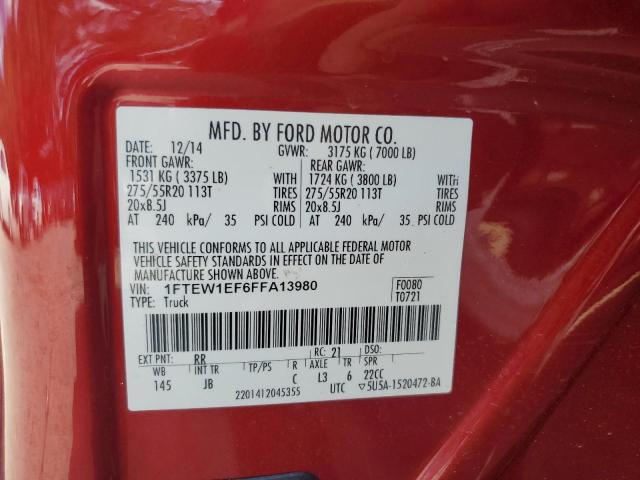 MFD. BY FORD MOTOR CO.
DATE: 12/14 GVWR: 3175 KG ( 7000 LB)
FRONT GAWR: REAR GAWR:
1531 KG ( 3375 LB) WITH 1724 KG ( 3800 LB) WITH
275/55R20 113T TIRES 275/55R20 113T TIRES
20x8.5J RIMS 20x8.5J RIMS
AT 240 kPa/ 35 PSI COLD AT 240 kPa/ 35 PSI COLD
THIS VEHICLE CONFORMS TO ALL APPLICABLE FEDERAL MOTOR
VEHICLE SAFETY STANDARDS IN EFFECT ON THE DATE OF
MANUFACTURE SHOWN ABOVE.
VIN: 1FTEW1EF6FFA13980 F0080
TYPE: Truck T0721
EXT PNT: RR RC: 21 DSO:
WB INT TR TP/PS R AXLE TR SPR
145 JB C L3 6 22CC
2201412045355 UTC ▽5U5A-1520472-BA